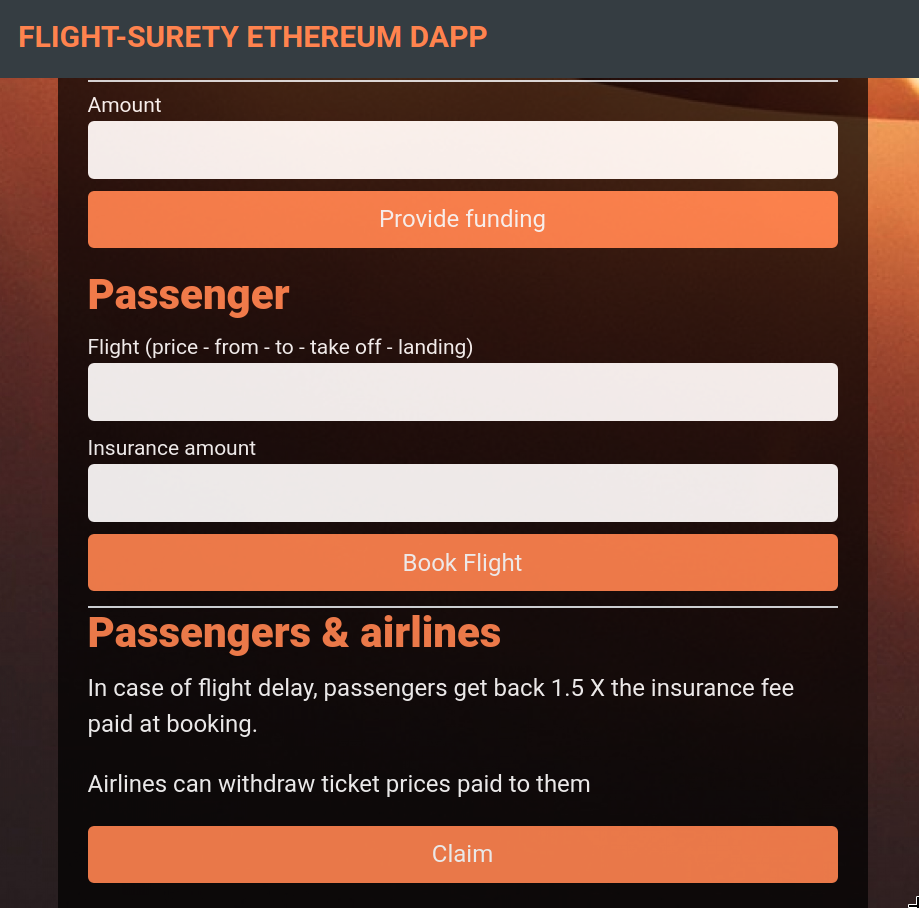 FLIGHT-SURETY ETHEREUM DAPP
Amount
Provide funding
Passenger
Flight (price - from - to - take off - landing)
Insurance amount
Book Flight
Passengers & airlines
In case of flight delay, passengers get back 1.5 X the insurance fee
paid at booking.
Airlines can withdraw ticket prices paid to them
Claim